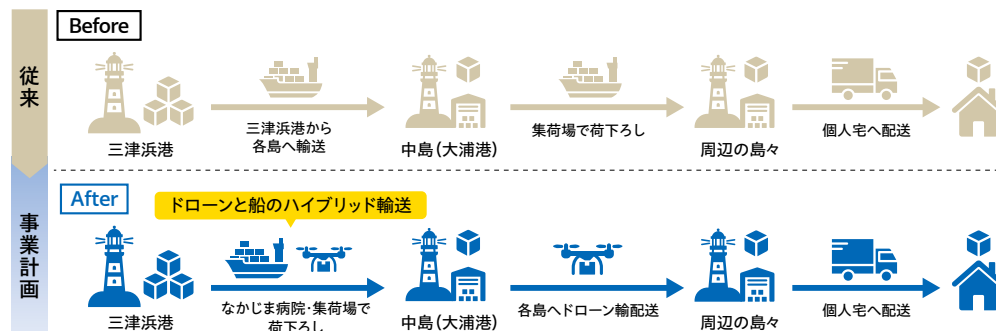 Before
従来
三津浜港
三津浜港から
各島へ輸送
中島（大浦港）
集荷場で荷下ろし
周辺の島々
個人宅へ配送
After
事業計画
ドローンと船のハイブリッド輸送
三津浜港
なかじま病院・集荷場で
荷下ろし
中島（大浦港）
各島へドローン輸配送
周辺の島々
個人宅へ配送